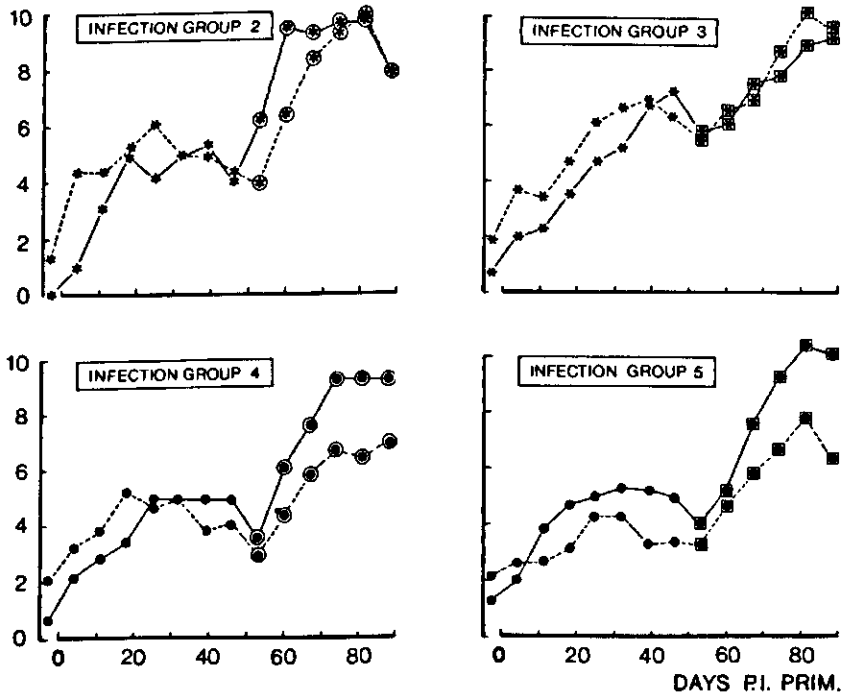 INFECTION GROUP 2
10
8
6
4
2
0
INFECTION GROUP 3
INFECTION GROUP 4
10
8
6
4
2
0
0 20 40 60 80
INFECTION GROUP 5
0 20 40 60 80
DAYS P.I. PRIM.